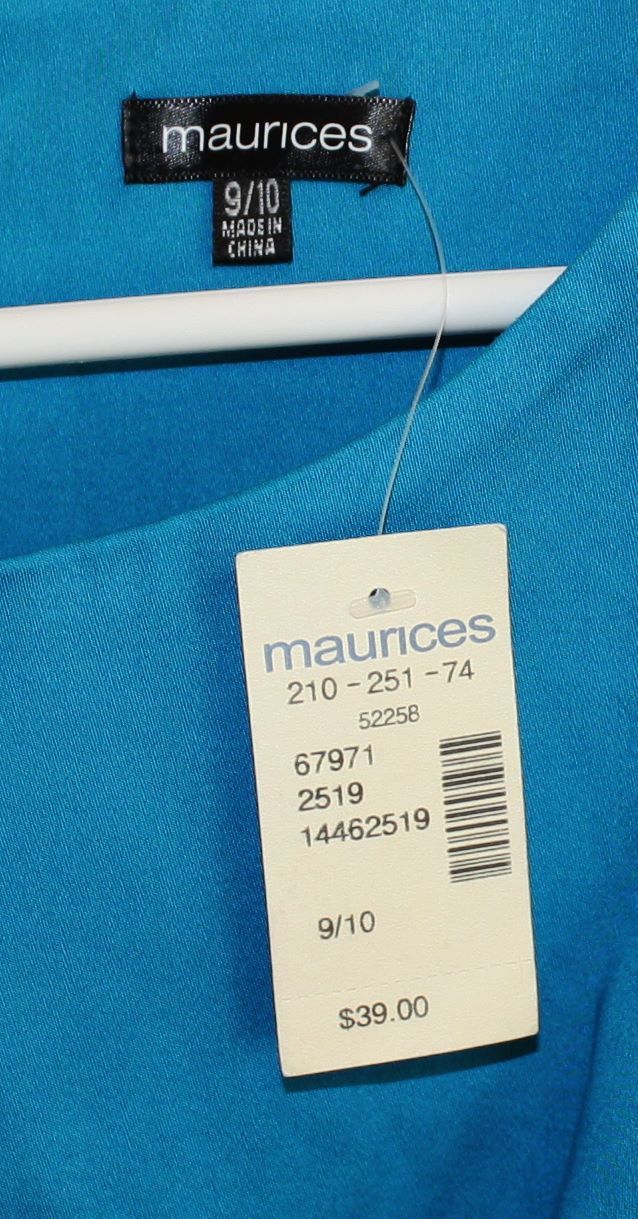 maurices
9/10
MADE IN
CHINA
maurices
210-251-74
52258
67971
2519
14462519
9/10
$39.00